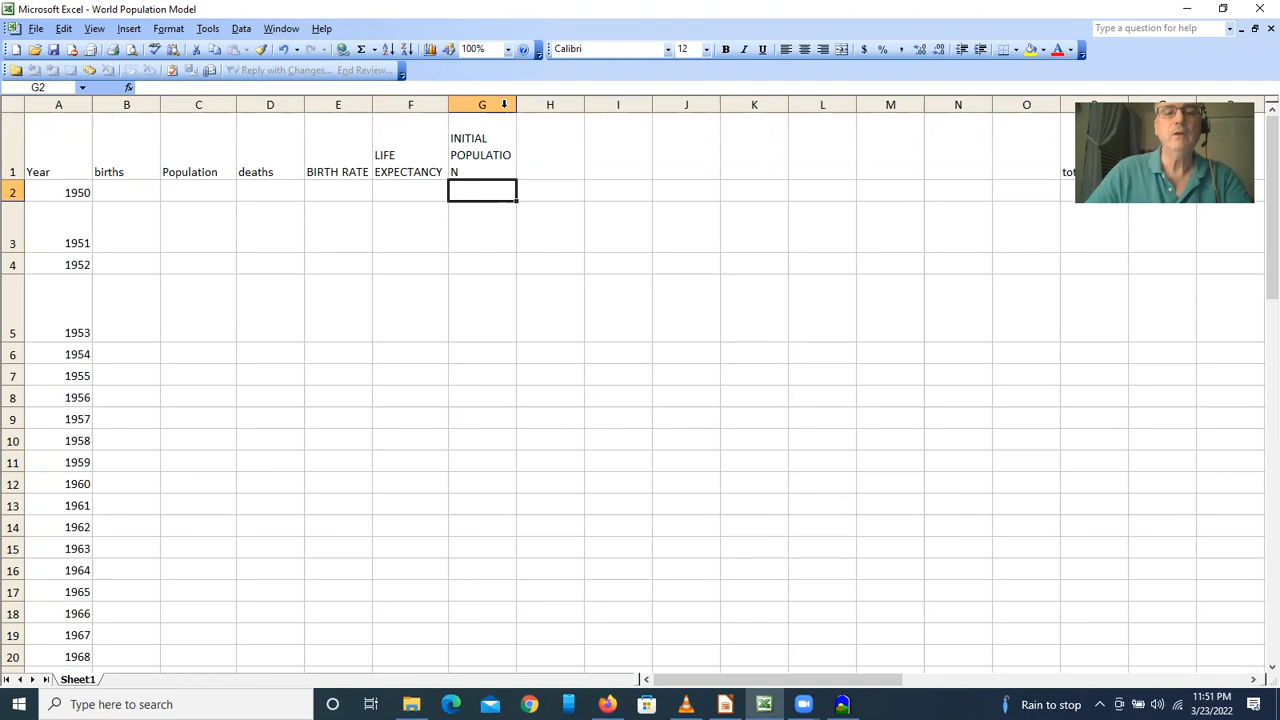 Microsoft Excel - World Population Model
File Edit View Insert Format Tools Data Window Help
Type a question for help
100%
Calibri
12
B I U
$ % ,
Reply with Changes... End Review...
G2
fx
A B C D E F G H I J K L M N O
INITIAL
LIFE
POPULATIO
1 Year births Population deaths BIRTH RATE EXPECTANCY N
2 1950
3 1951
4 1952
5 1953
6 1954
7 1955
8 1956
9 1957
10 1958
11 1959
12 1960
13 1961
14 1962
15 1963
16 1964
17 1965
18 1966
19 1967
20 1968
Sheet1
Type here to search
Rain to stop
11:51 PM
3/23/2022